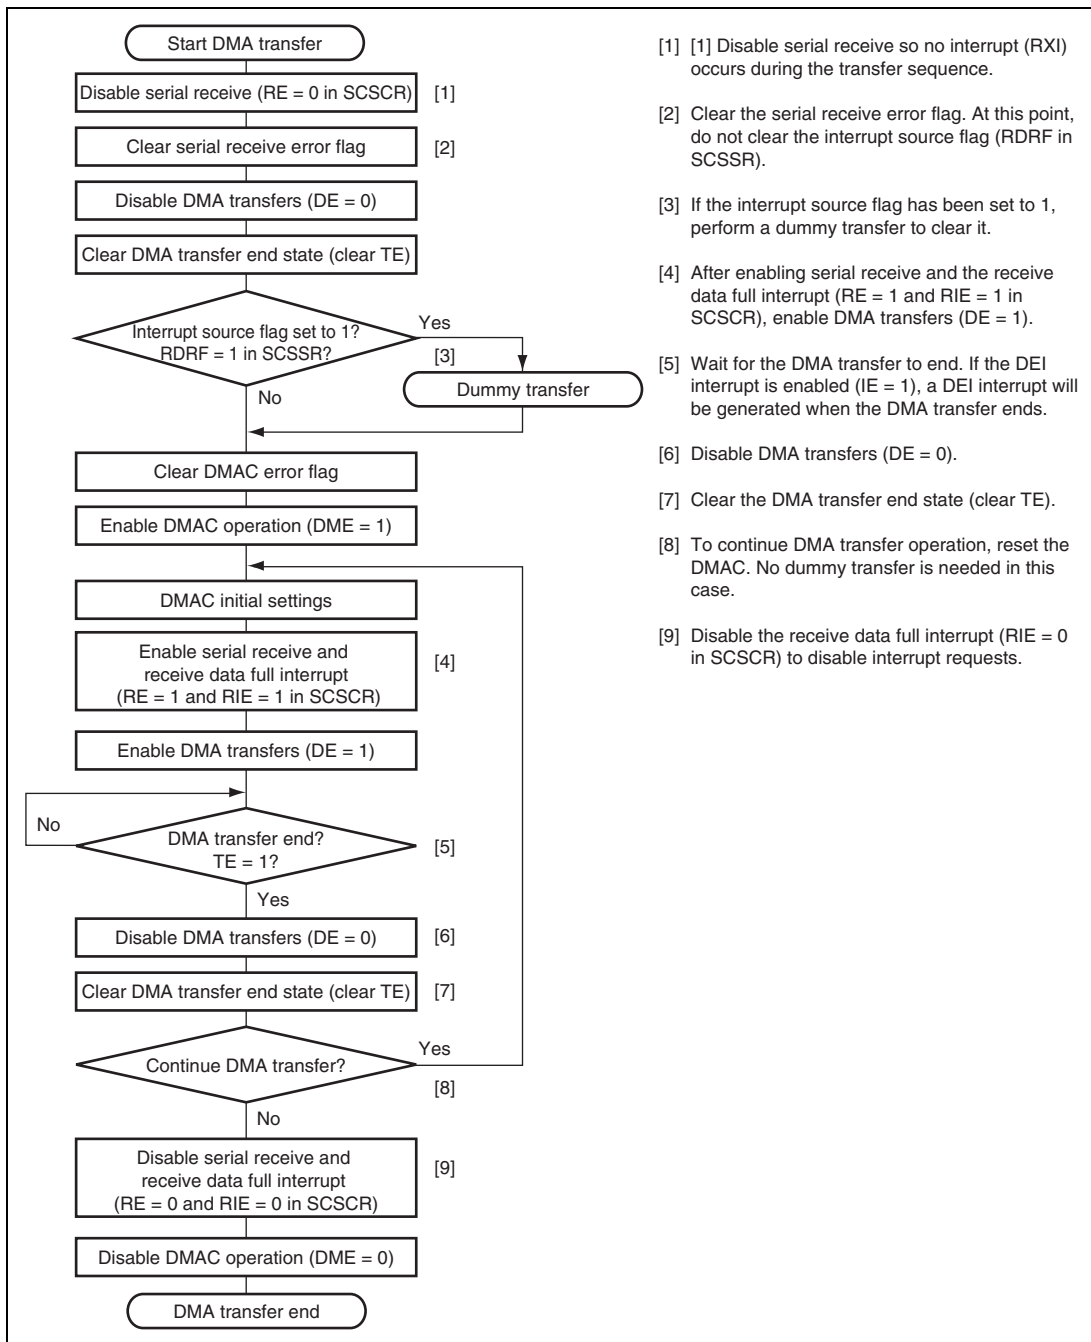 Start DMA transfer
Disable serial receive (RE = 0 in SCSCR) [1]
Clear serial receive error flag [2]
Disable DMA transfers (DE = 0)
Clear DMA transfer end state (clear TE)
Interrupt source flag set to 1?
RDRF = 1 in SCSSR?
Yes
[3]
Dummy transfer
No
Clear DMAC error flag
Enable DMAC operation (DME = 1)
DMAC initial settings
Enable serial receive and
receive data full interrupt [4]
(RE = 1 and RIE = 1 in SCSCR)
Enable DMA transfers (DE = 1)
No
DMA transfer end? [5]
TE = 1?
Yes
Disable DMA transfers (DE = 0) [6]
Clear DMA transfer end state (clear TE) [7]
Continue DMA transfer?
Yes
[8]
No
Disable serial receive and
receive data full interrupt [9]
(RE = 0 and RIE = 0 in SCSCR)
Disable DMAC operation (DME = 0)
DMA transfer end
[1] [1] Disable serial receive so no interrupt (RXI)
occurs during the transfer sequence.
[2] Clear the serial receive error flag. At this point,
do not clear the interrupt source flag (RDRF in
SCSSR).
[3] If the interrupt source flag has been set to 1,
perform a dummy transfer to clear it.
[4] After enabling serial receive and the receive
data full interrupt (RE = 1 and RIE = 1 in
SCSCR), enable DMA transfers (DE = 1).
[5] Wait for the DMA transfer to end. If the DEI
interrupt is enabled (IE = 1), a DEI interrupt will
be generated when the DMA transfer ends.
[6] Disable DMA transfers (DE = 0).
[7] Clear the DMA transfer end state (clear TE).
[8] To continue DMA transfer operation, reset the
DMAC. No dummy transfer is needed in this
case.
[9] Disable the receive data full interrupt (RIE = 0
in SCSCR) to disable interrupt requests.